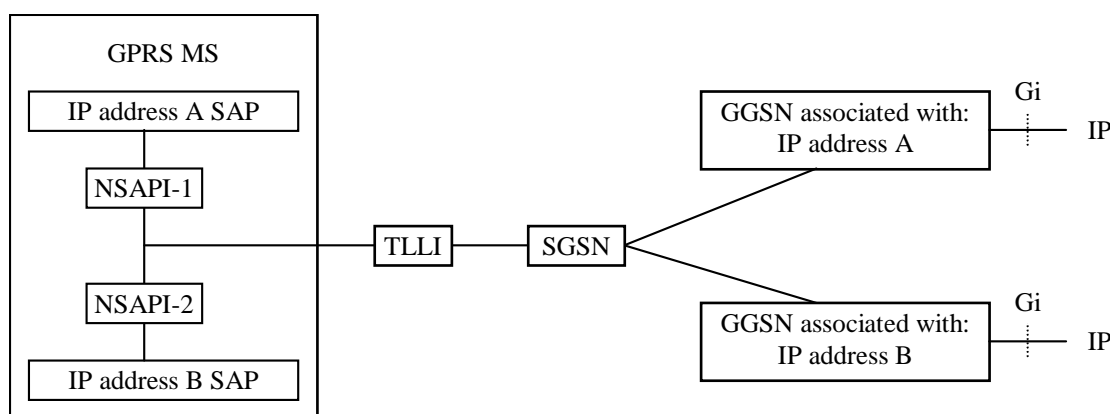 GPRS MS
IP address A SAP
NSAPI-1
NSAPI-2
IP address B SAP
TLLI
SGSN
GGSN associated with:
IP address A
Gi
IP
GGSN associated with:
IP address B
Gi
IP